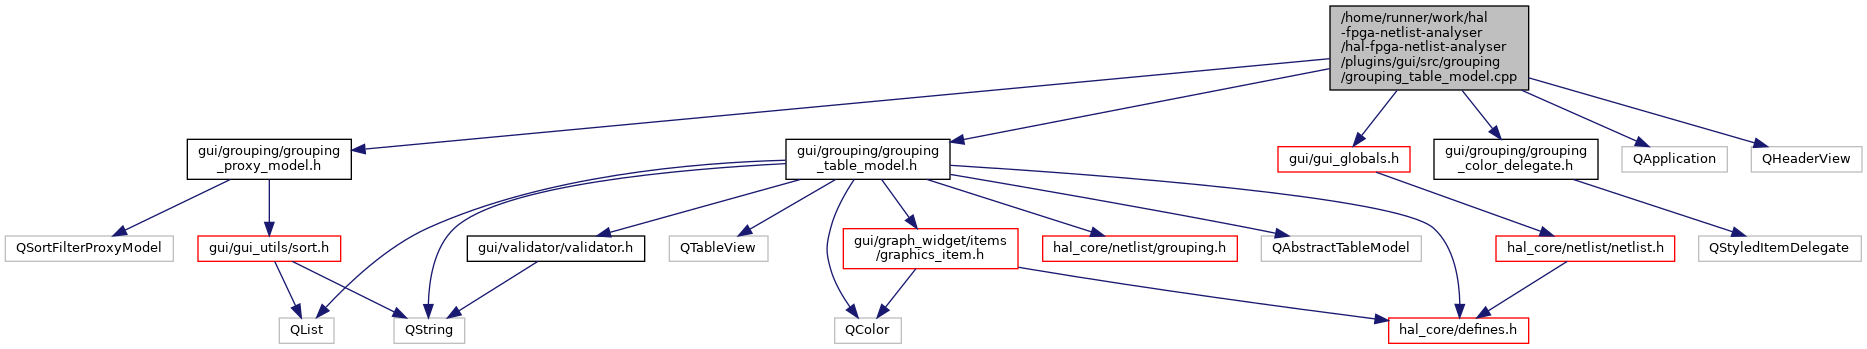 /home/runner/work/hal
-fpga-netlist-analyser
/hal-fpga-netlist-analyser
/plugins/gui/src/grouping
/grouping_table_model.cpp
gui/grouping/grouping
_proxy_model.h
gui/grouping/grouping
_table_model.h
gui/gui_globals.h
gui/grouping/grouping
_color_delegate.h
QApplication
QHeaderView
QSortFilterProxyModel
gui/gui_utils/sort.h
gui/validator/validator.h
QTableView
gui/graph_widget/items
/graphics_item.h
hal_core/netlist/grouping.h
QAbstractTableModel
hal_core/netlist/netlist.h
QStyledItemDelegate
QList
QString
QColor
hal_core/defines.h